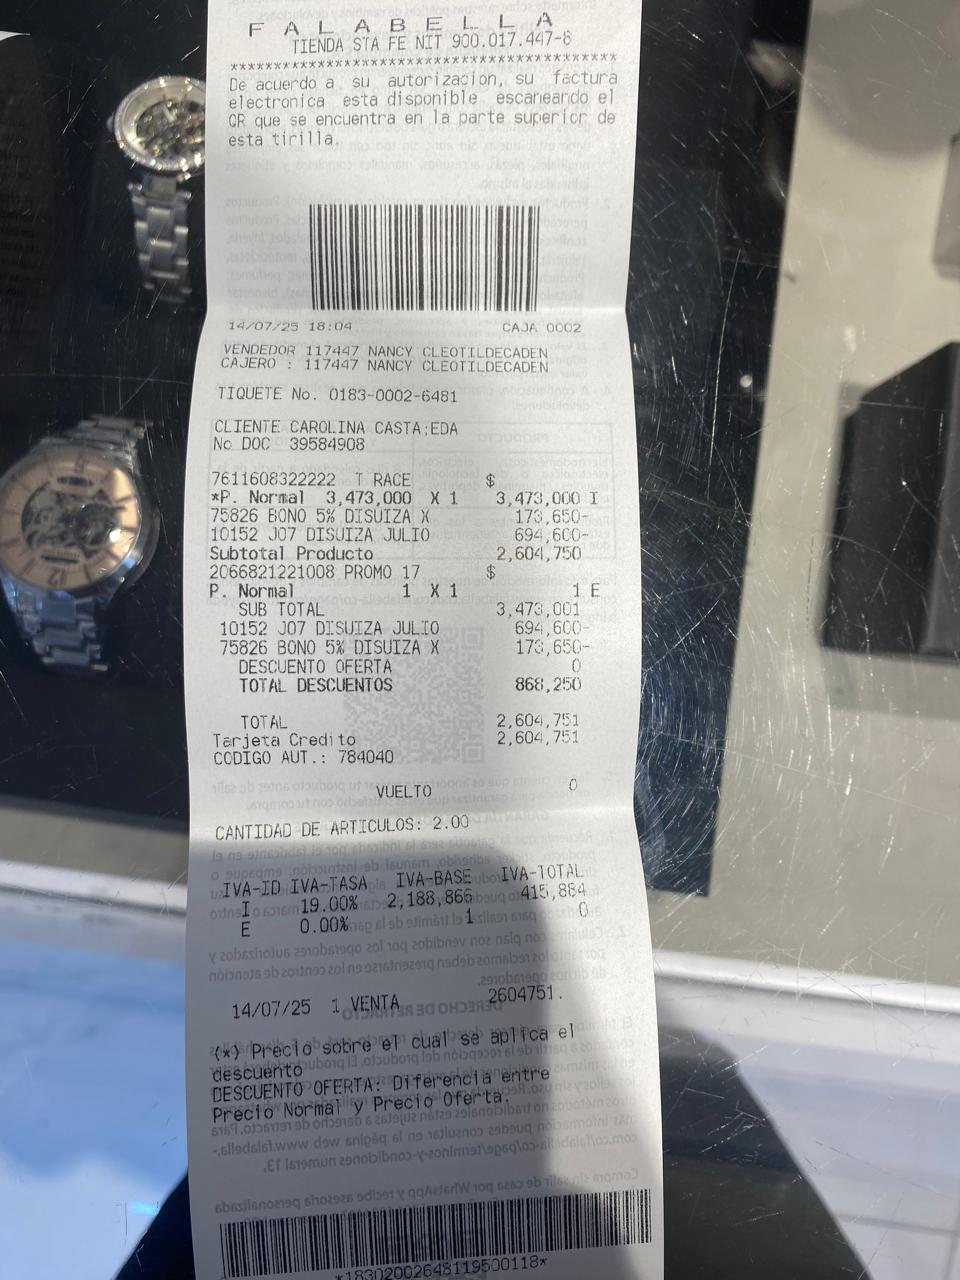 F A L A B E L L A
TIENDA STA FE NIT 900.017.447-8
******************************************
De acuerdo a su autorizacion, su factura
electronica esta disponible escaneando el
QR que se encuentra en la parte superior de
esta tirilla.
14/07/25 18:04 CAJA 0002
VENDEDOR 117447 NANCY CLEOTILDECADEN
CAJERO : 117447 NANCY CLEOTILDECADEN
TIQUETE No. 0183-0002-6481
CLIENTE CAROLINA CASTA;EDA
No DOC 39584908
7611608322222 T RACE $
*P. Normal 3,473,000 X 1 3,473,000 I
75826 BONO 5% DISUIZA X 173,650-
10152 J07 DISUIZA JULIO 694,600-
Subtotal Producto 2,604,750
2066821221008 PROMO 17 $
P. Normal 1 X 1 1 E
SUB TOTAL 3,473,001
10152 J07 DISUIZA JULIO 694,600-
75826 BONO 5% DISUIZA X 173,650-
DESCUENTO OFERTA 0
TOTAL DESCUENTOS 868,250
TOTAL 2,604,751
Tarjeta Credito 2,604,751
CODIGO AUT.: 784040
VUELTO 0
CANTIDAD DE ARTICULOS: 2.00
IVA-ID IVA-TASA IVA-BASE IVA-TOTAL
I 19.00% 2,188,866 415,884
E 0.00% 1 0
14/07/25 1 VENTA 2604751.
(*) Precio sobre el cual se aplica el
descuento
DESCUENTO OFERTA: Diferencia entre
Precio Normal y Precio Oferta.
*18302002648119500118*